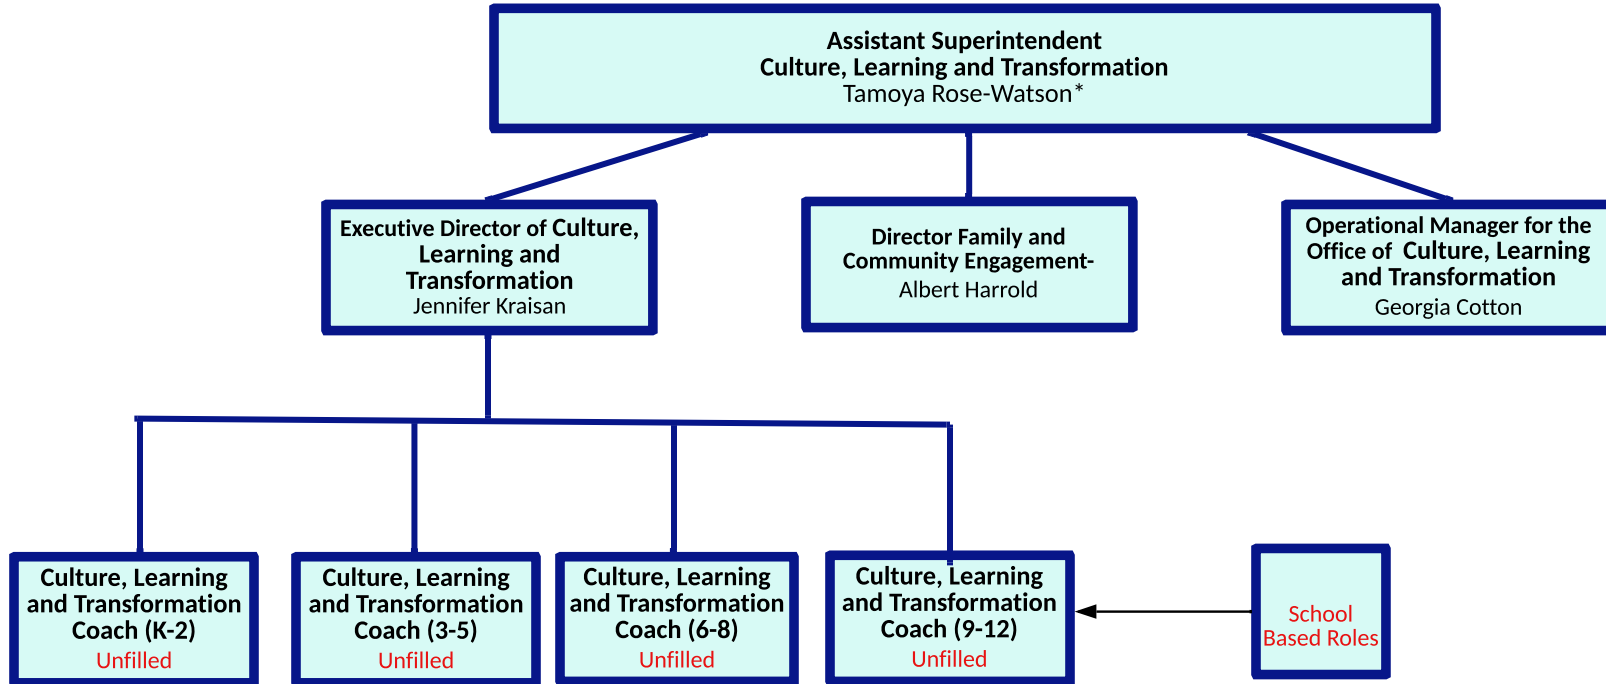 Assistant Superintendent
Culture, Learning and Transformation
Tamoya Rose-Watson*
Executive Director of Culture,
Learning and
Transformation
Jennifer Kraisan
Director Family and
Community Engagement-
Albert Harrold
Operational Manager for the
Office of  Culture, Learning
and Transformation
Georgia Cotton
Culture, Learning
and Transformation
Coach (K-2)
Unfilled
Culture, Learning
and Transformation
Coach (3-5)
Unfilled
Culture, Learning
and Transformation
Coach (6-8)
Unfilled
Culture, Learning
and Transformation
Coach (9-12)
Unfilled
School
Based Roles